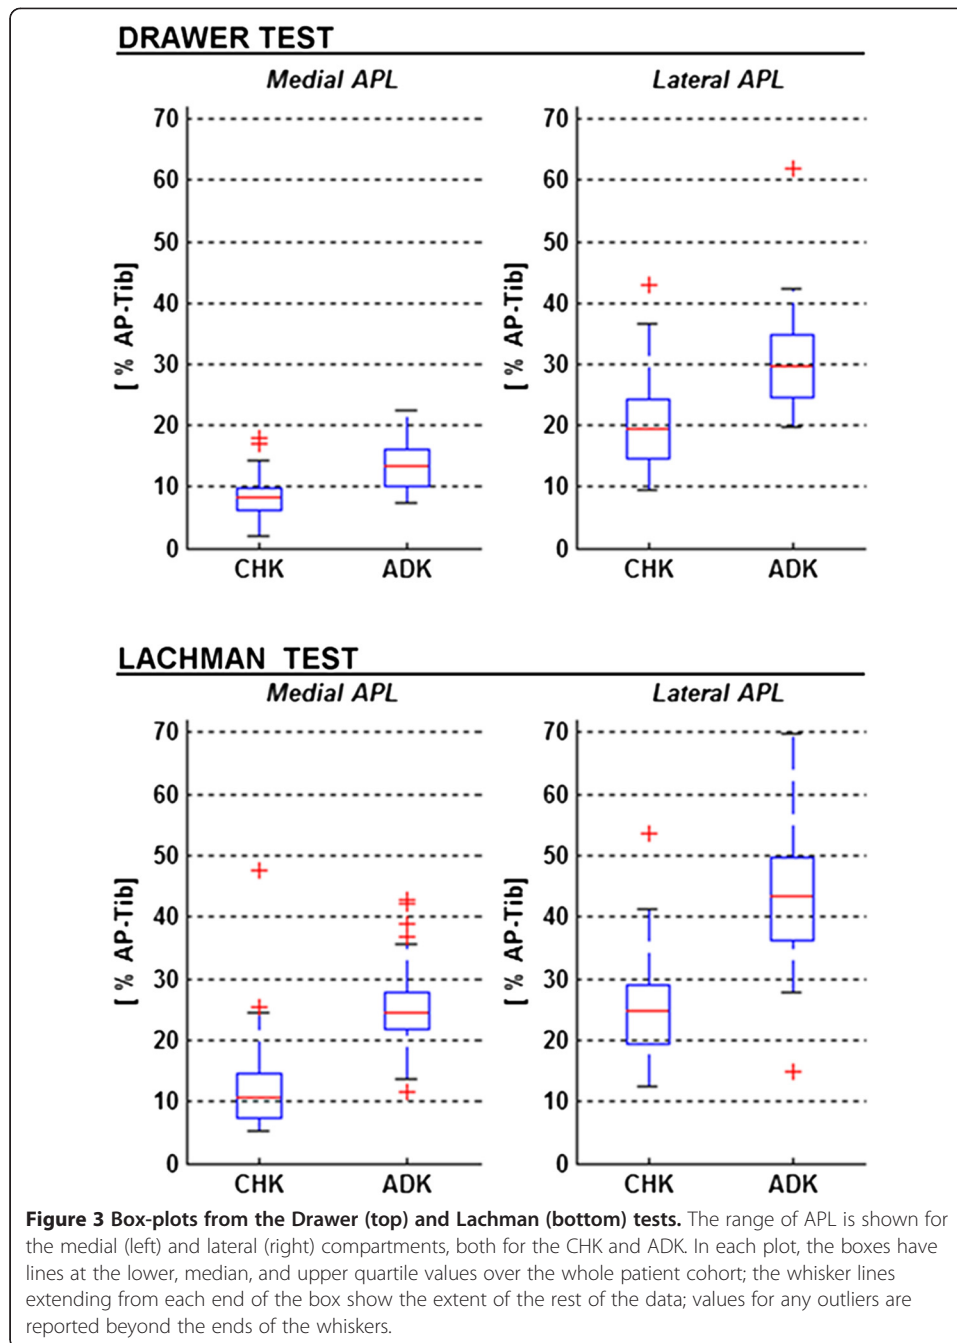 DRAWER TEST
Medial APL
Lateral APL
[ % AP-Tib]
70
60
50
40
30
20
10
0
CHK
ADK
[ % AP-Tib]
70
60
50
40
30
20
10
0
CHK
ADK
LACHMAN TEST
Medial APL
Lateral APL
[ % AP-Tib]
70
60
50
40
30
20
10
0
CHK
ADK
[ % AP-Tib]
70
60
50
40
30
20
10
0
CHK
ADK
Figure 3 Box-plots from the Drawer (top) and Lachman (bottom) tests. The range of APL is shown for
the medial (left) and lateral (right) compartments, both for the CHK and ADK. In each plot, the boxes have
lines at the lower, median, and upper quartile values over the whole patient cohort; the whisker lines
extending from each end of the box show the extent of the rest of the data; values for any outliers are
reported beyond the ends of the whiskers.